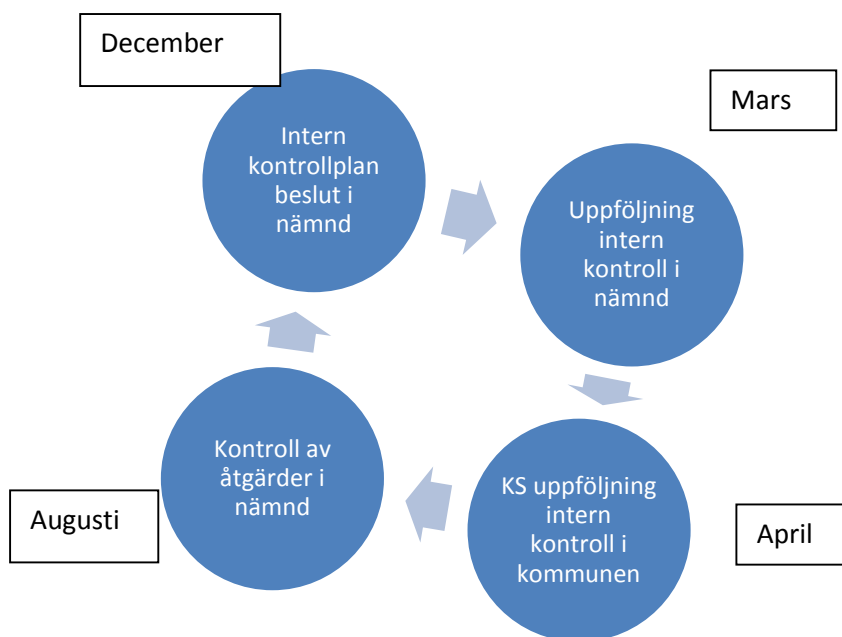 December
Intern
kontrollplan
beslut i
nämnd
Mars
Uppföljning
intern
kontroll i
nämnd
April
KS uppföljning
intern
kontroll i
kommunen
Augusti
Kontroll av
åtgärder i
nämnd